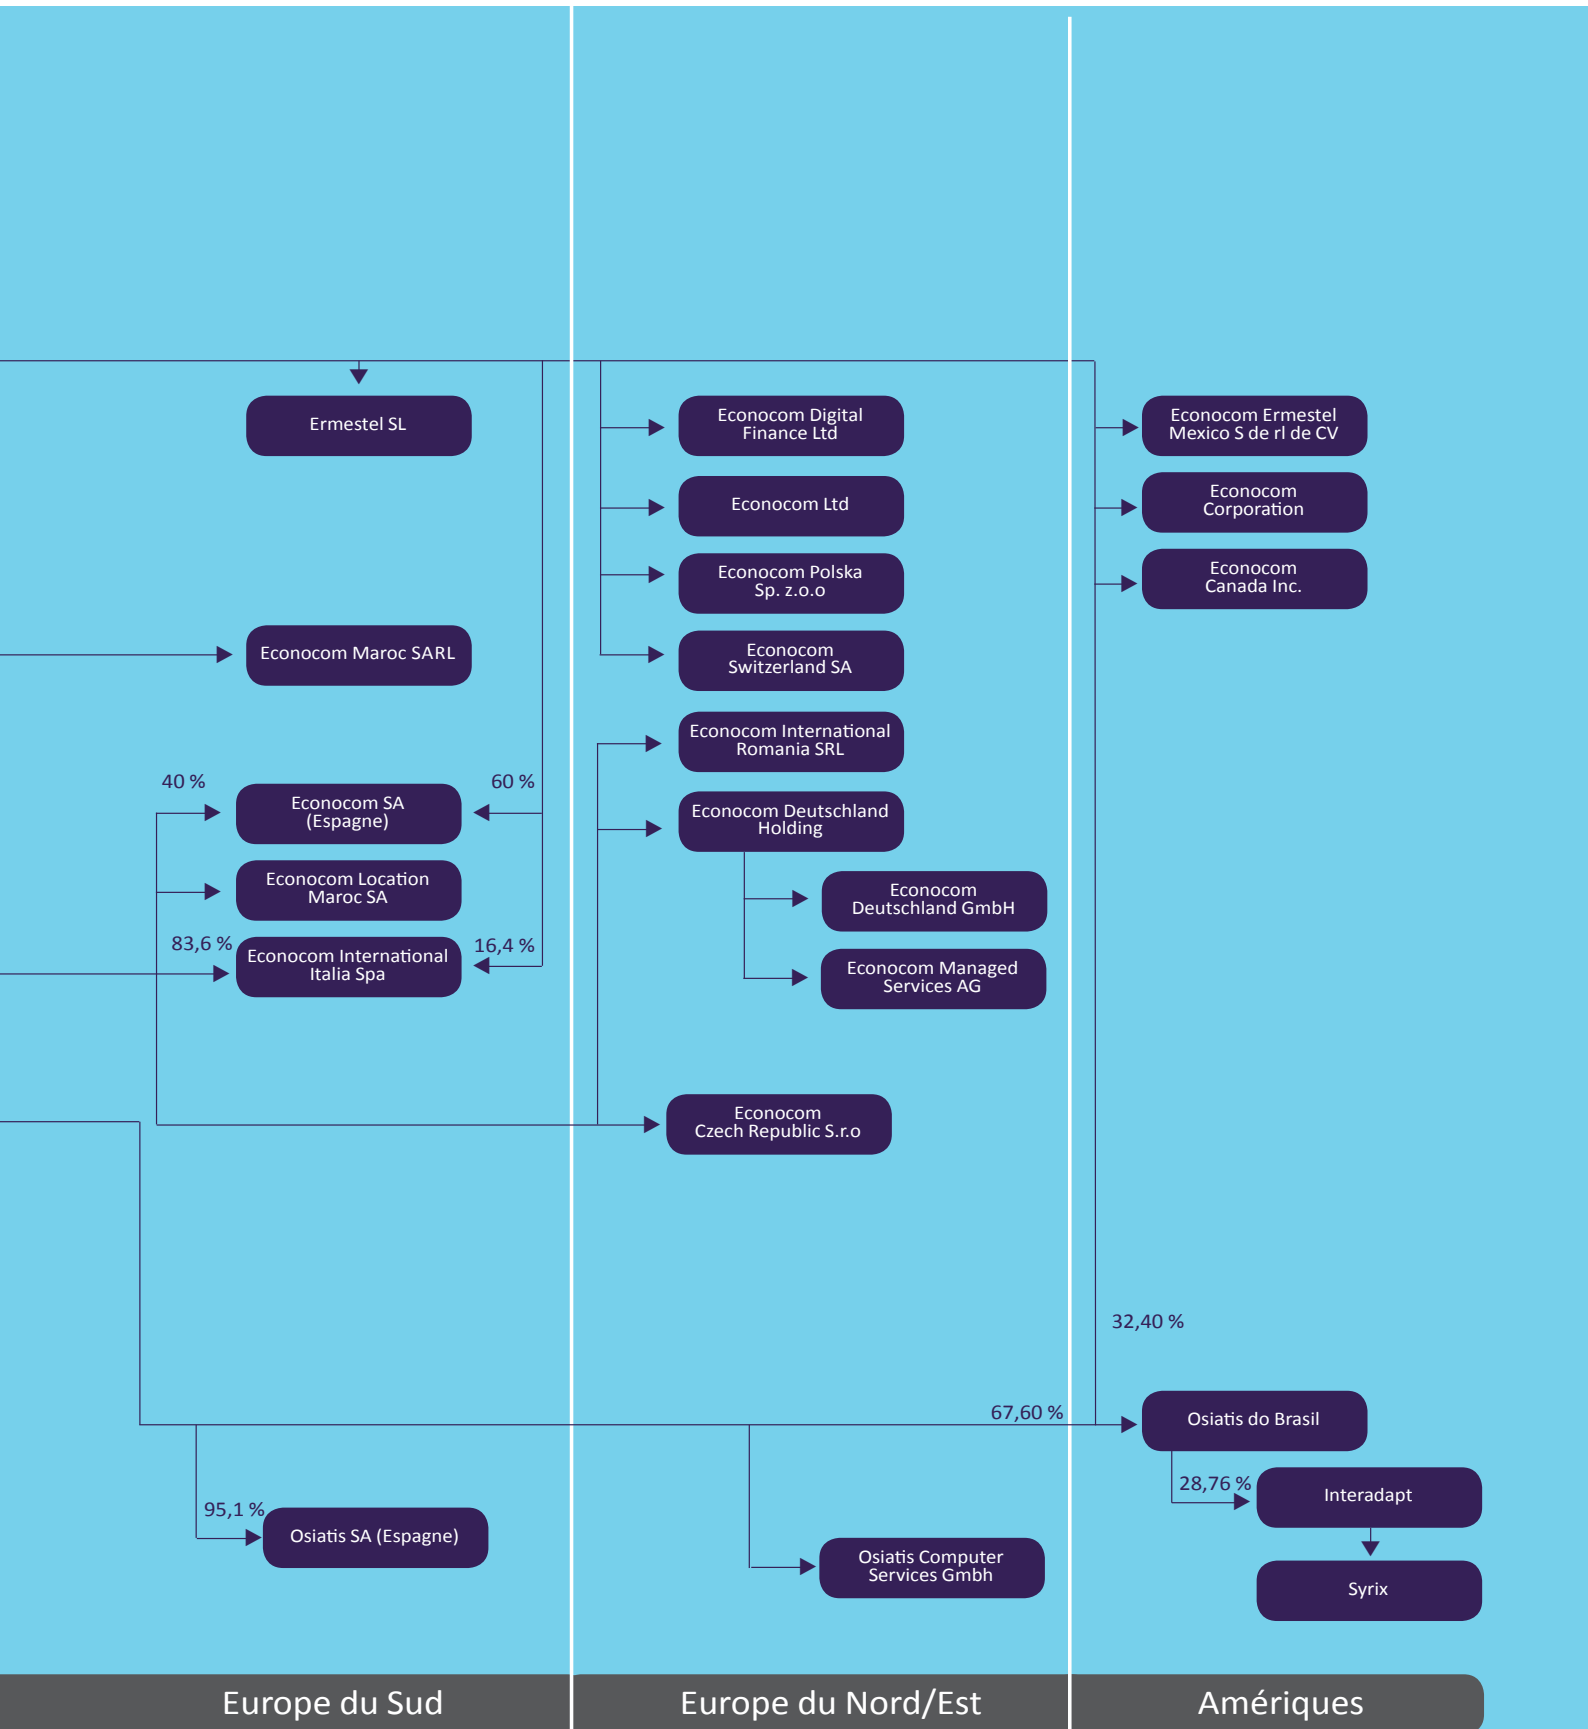 Ermestel SL
Econocom Maroc SARL
40 %
60 %
Econocom SA
(Espagne)
Econocom Location
Maroc SA
83,6 %
16,4 %
Econocom International
Italia Spa
95,1 %
Osiatis SA (Espagne)
Europe du Sud
Econocom Digital
Finance Ltd
Econocom Ltd
Econocom Polska
Sp. z.o.o
Econocom
Switzerland SA
Econocom International
Romania SRL
Econocom Deutschland
Holding
Econocom
Deutschland GmbH
Econocom Managed
Services AG
Econocom
Czech Republic S.r.o
67,60 %
Osiatis Computer
Services Gmbh
Europe du Nord/Est
Econocom Ermestel
Mexico S de rl de CV
Econocom
Corporation
Econocom
Canada Inc.
32,40 %
Osiatis do Brasil
28,76 %
Interadapt
Syrix
Amériques